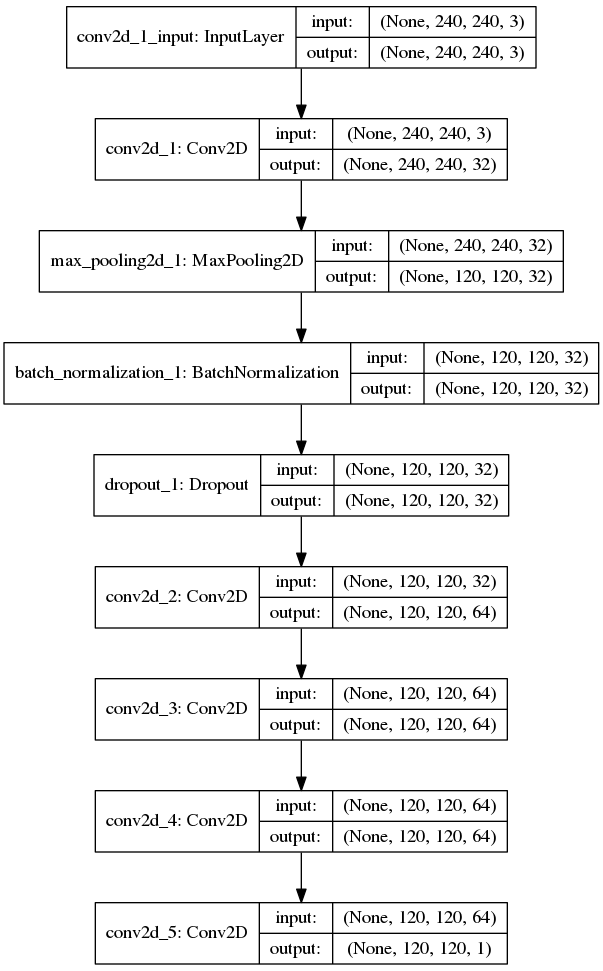 conv2d_1_input: InputLayer
input: (None, 240, 240, 3)
output: (None, 240, 240, 3)
conv2d_1: Conv2D
input: (None, 240, 240, 3)
output: (None, 240, 240, 32)
max_pooling2d_1: MaxPooling2D
input: (None, 240, 240, 32)
output: (None, 120, 120, 32)
batch_normalization_1: BatchNormalization
input: (None, 120, 120, 32)
output: (None, 120, 120, 32)
dropout_1: Dropout
input: (None, 120, 120, 32)
output: (None, 120, 120, 32)
conv2d_2: Conv2D
input: (None, 120, 120, 32)
output: (None, 120, 120, 64)
conv2d_3: Conv2D
input: (None, 120, 120, 64)
output: (None, 120, 120, 64)
conv2d_4: Conv2D
input: (None, 120, 120, 64)
output: (None, 120, 120, 64)
conv2d_5: Conv2D
input: (None, 120, 120, 64)
output: (None, 120, 120, 1)